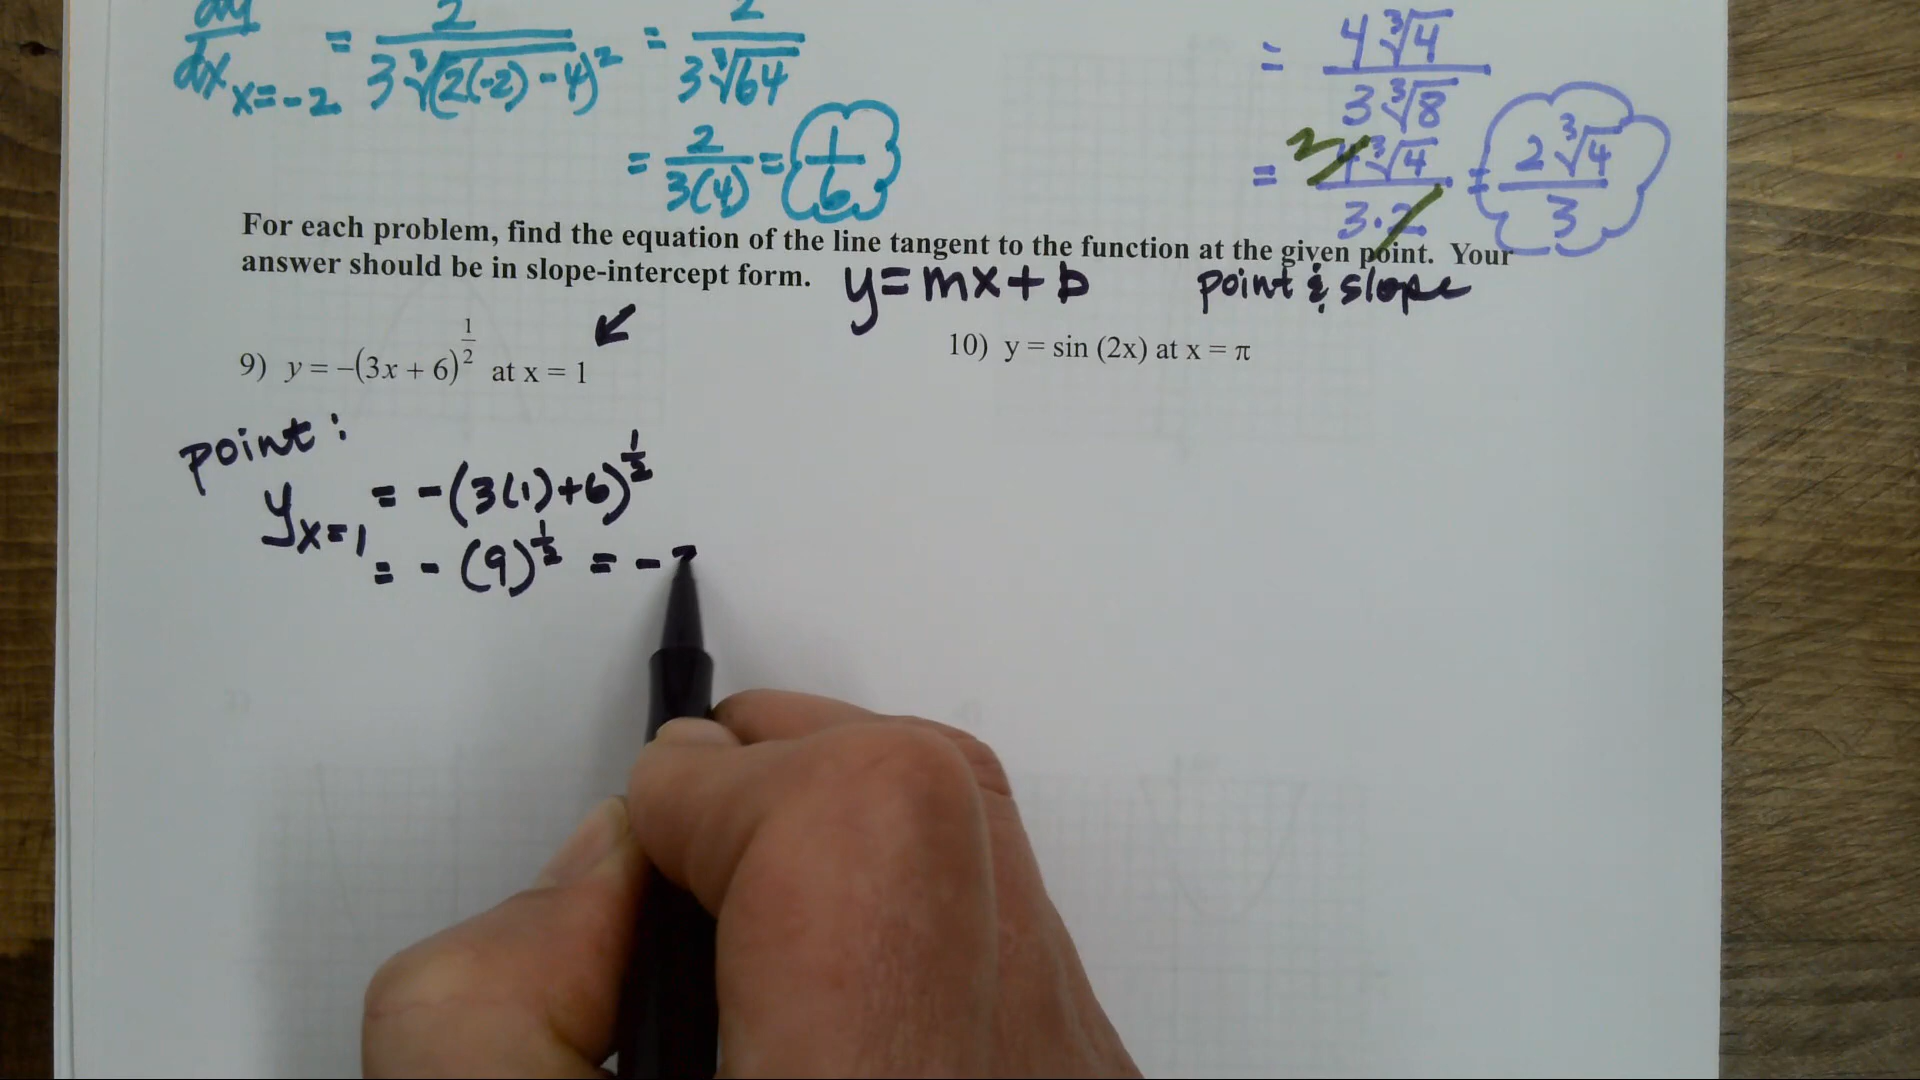 dy/dx x=-2 = 2/(3∛(2(-2)-4)²) = 2/(3∛64)
= 2/(3(4)) = 1/6
= 4∛4/(3∛8)
= 4∛4/(3·2) = 2∛4/3
2
For each problem, find the equation of the line tangent to the function at the given point. Your
answer should be in slope-intercept form. y=mx+b point & slope
9) y = −(3x + 6)^(1/2) at x = 1
10) y = sin (2x) at x = π
point:
y x=1 = -(3(1)+6)^(1/2)
= -(9)^(1/2) = -